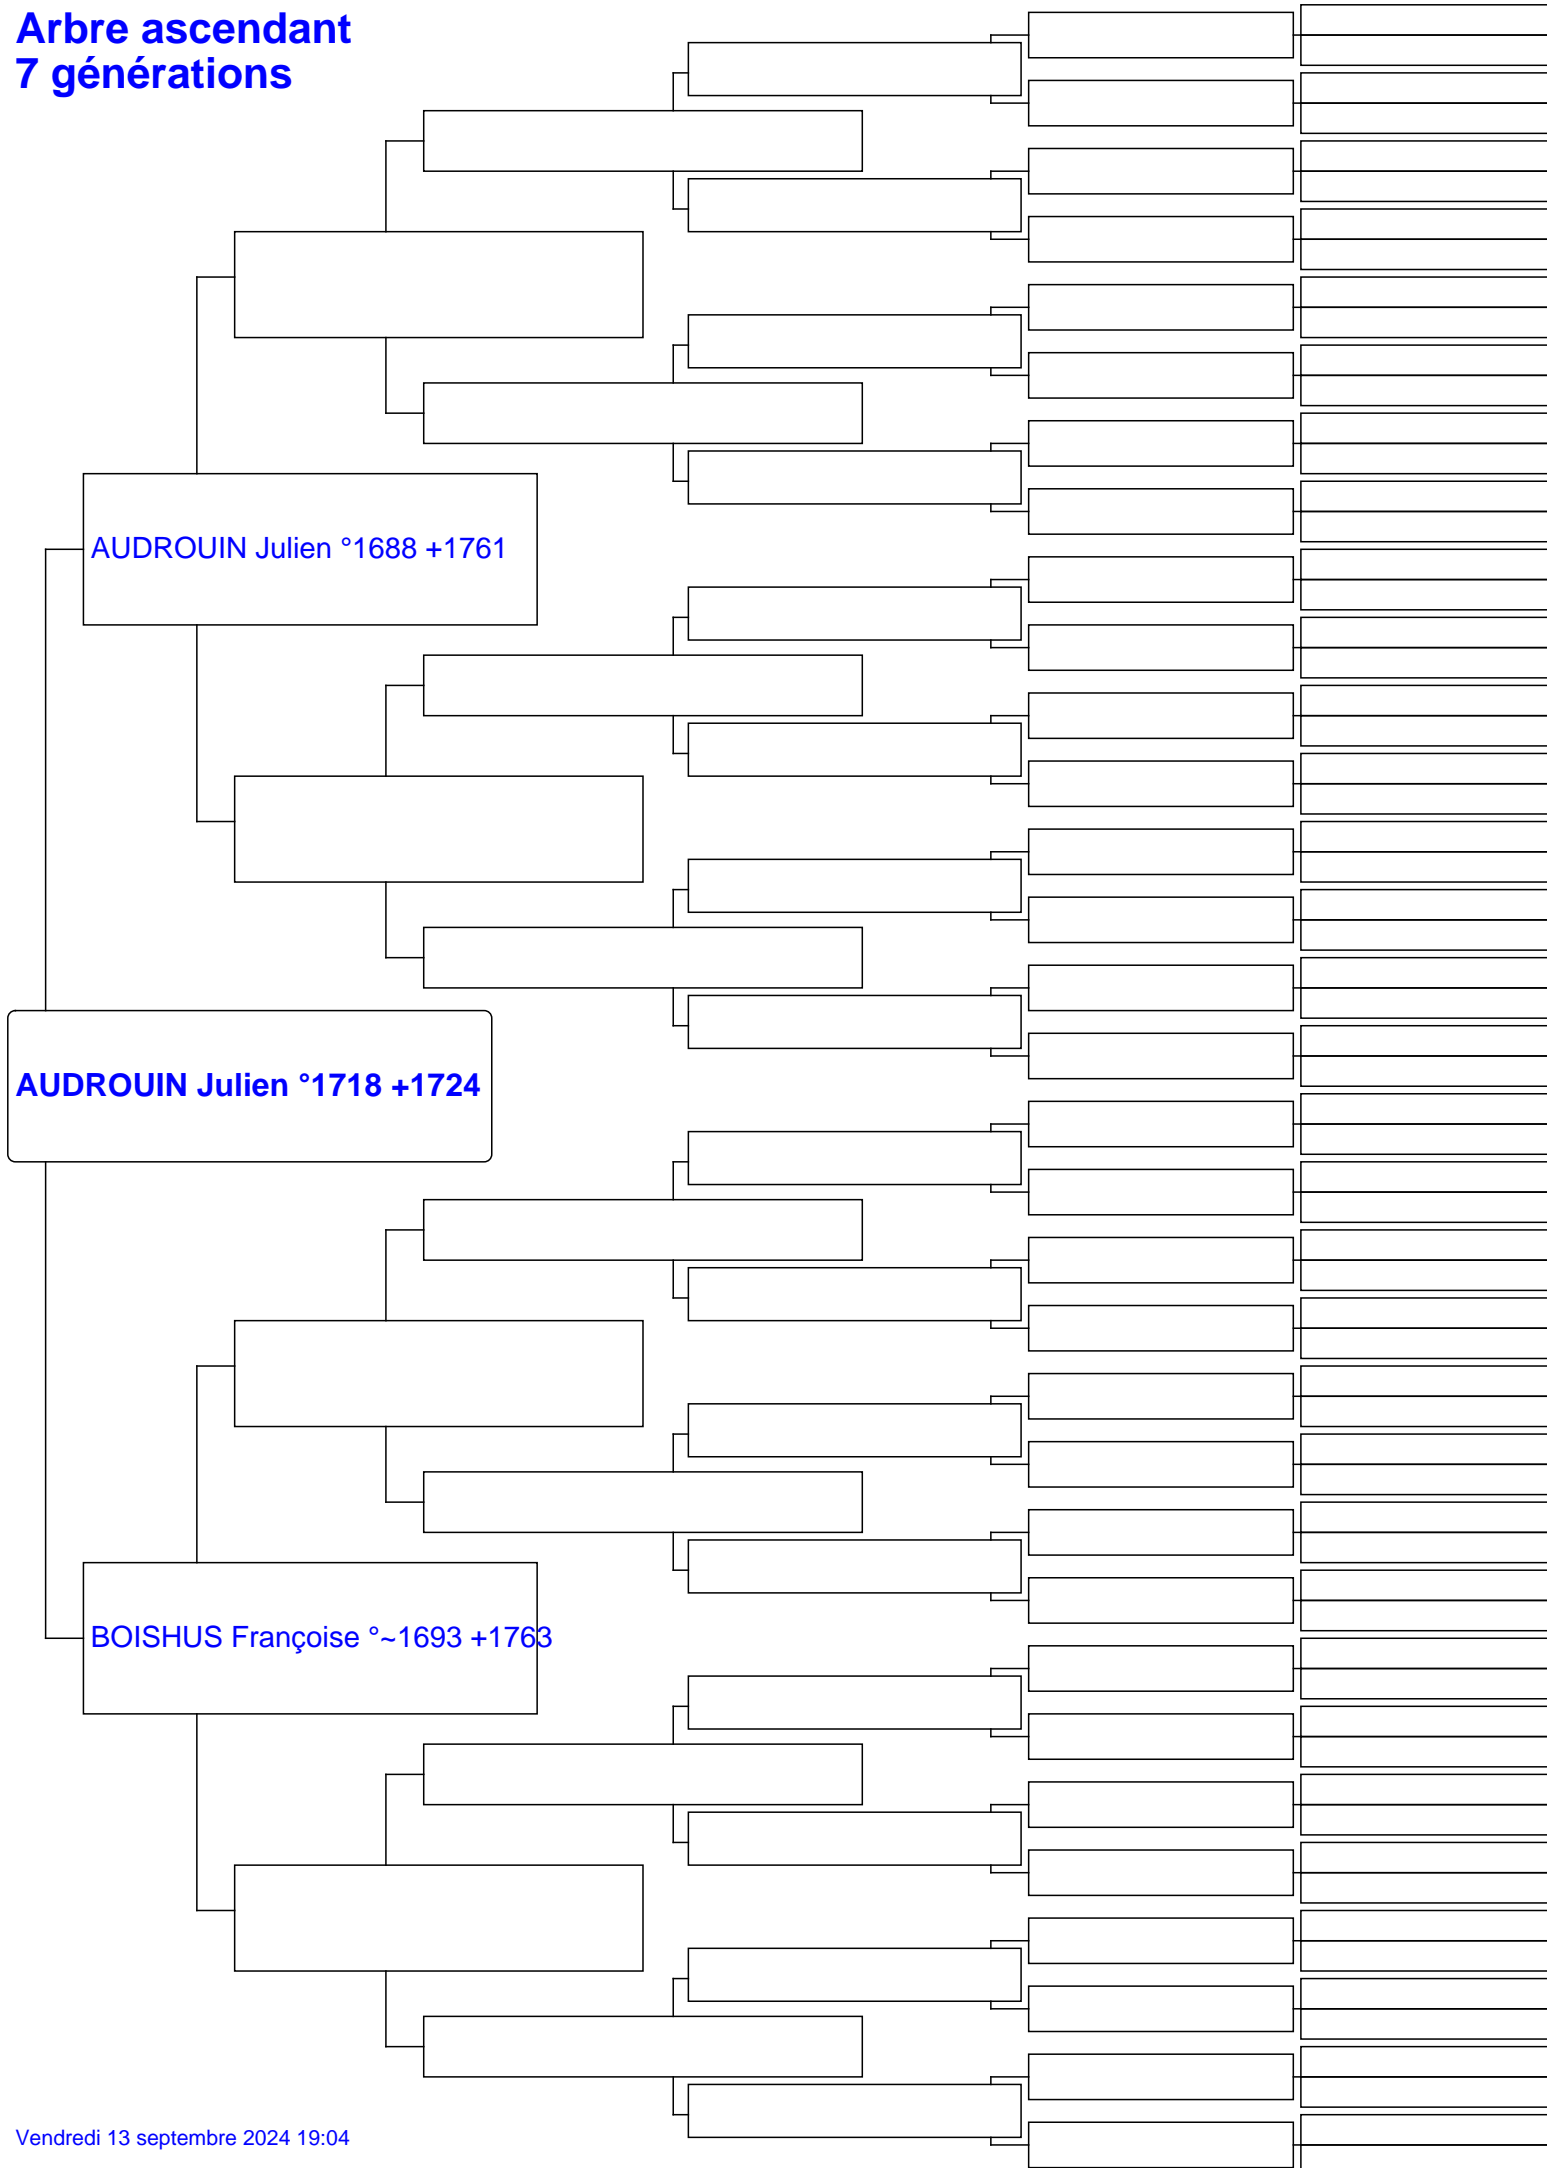 Arbre ascendant
7 générations
AUDROUIN Julien °1688 +1761
AUDROUIN Julien °1718 +1724
BOISHUS Françoise °~1693 +1763
Vendredi 13 septembre 2024 19:04